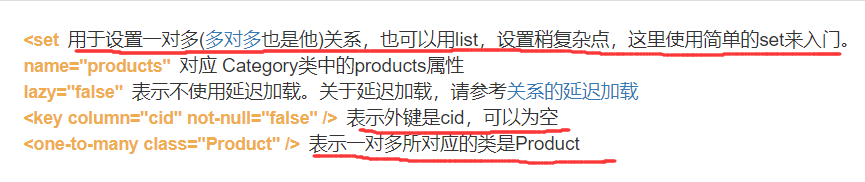 <set 用于设置一对多(多对多也是他)关系，也可以用list，设置稍复杂点，这里使用简单的set来入门。
name="products" 对应 Category类中的products属性
lazy="false" 表示不使用延迟加载。关于延迟加载，请参考关系的延迟加载
<key column="cid" not-null="false" /> 表示外键是cid，可以为空
<one-to-many class="Product" /> 表示一对多所对应的类是Product